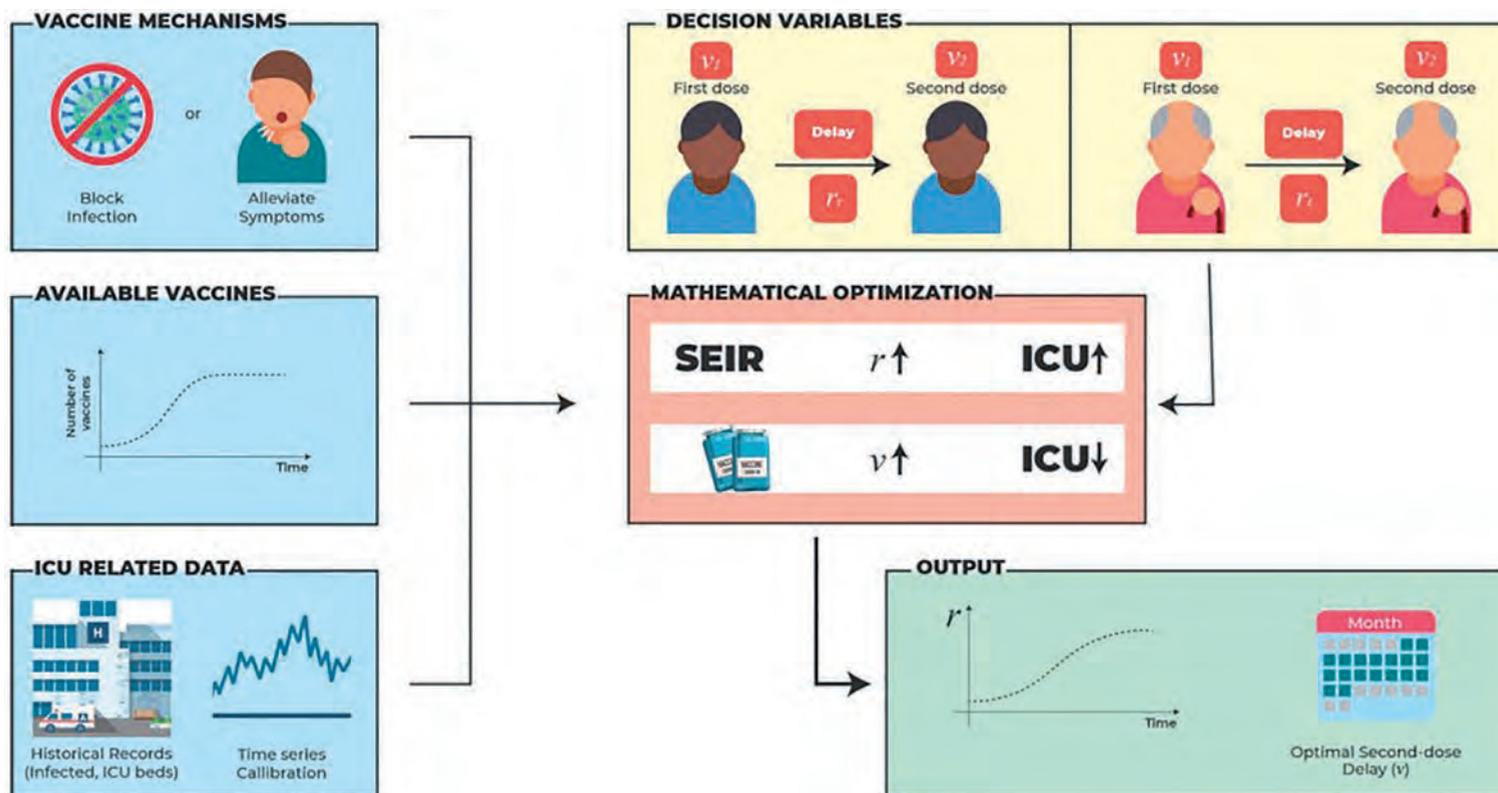 VACCINE MECHANISMS
or
Block
Infection
Alleviate
Symptoms
DECISION VARIABLES
v₁
First dose
Delay
v₂
Second dose
v₁
First dose
Delay
v₂
Second dose
AVAILABLE VACCINES
Number of
vaccines
Time
MATHEMATICAL OPTIMIZATION
SEIR r↑ ICU↑
VACCINE
v↑ ICU↓
ICU RELATED DATA
H
Historical Records
(Infected, ICU beds)
Time series
Callibration
OUTPUT
r
Time
Month
Optimal Second-dose
Delay (v)